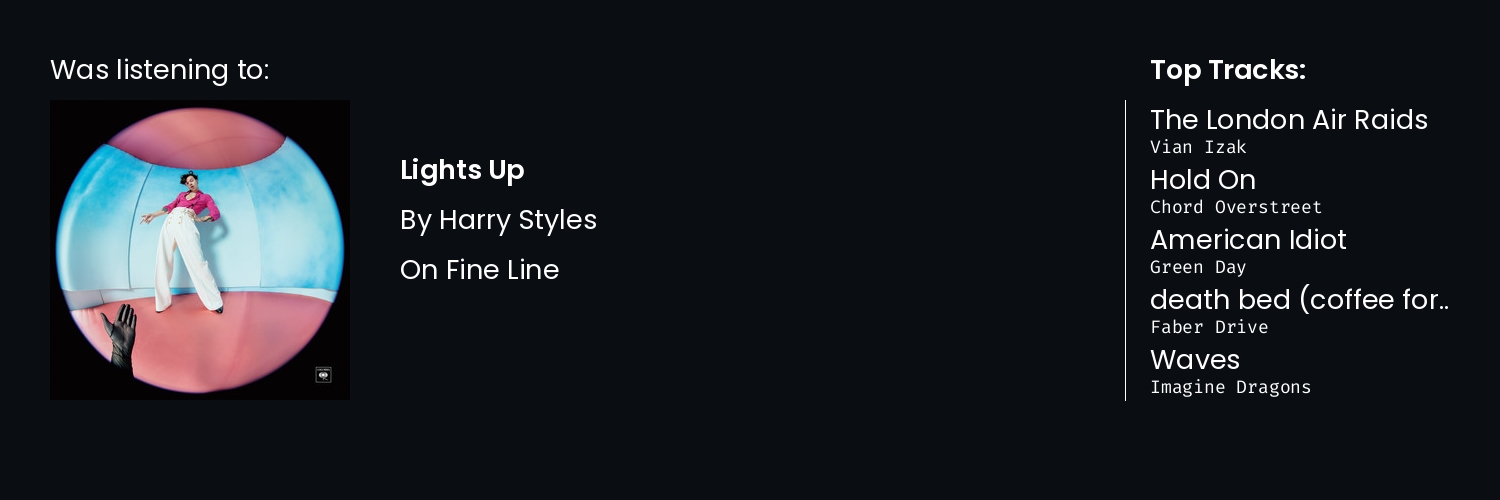 Was listening to:
Lights Up
By Harry Styles
On Fine Line
Top Tracks:
The London Air Raids
Vian Izak
Hold On
Chord Overstreet
American Idiot
Green Day
death bed (coffee for..
Faber Drive
Waves
Imagine Dragons